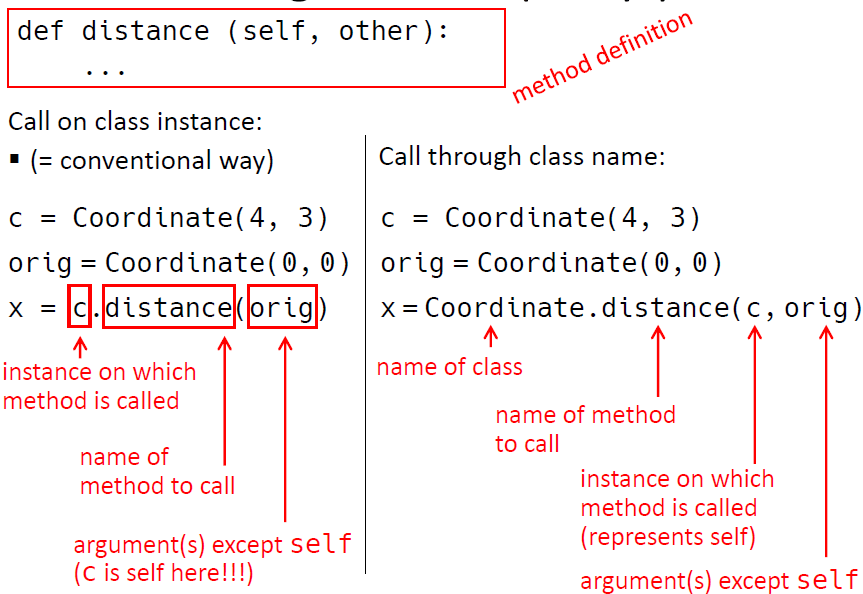 def distance (self, other):
...
method definition
Call on class instance:
▪ (= conventional way)
c = Coordinate(4, 3)
orig = Coordinate(0, 0)
x = c.distance(orig)
instance on which
method is called
name of
method to call
argument(s) except self
(c is self here!!!)
Call through class name:
c = Coordinate(4, 3)
orig = Coordinate(0, 0)
x = Coordinate.distance(c, orig)
name of class
name of method
to call
instance on which
method is called
(represents self)
argument(s) except self